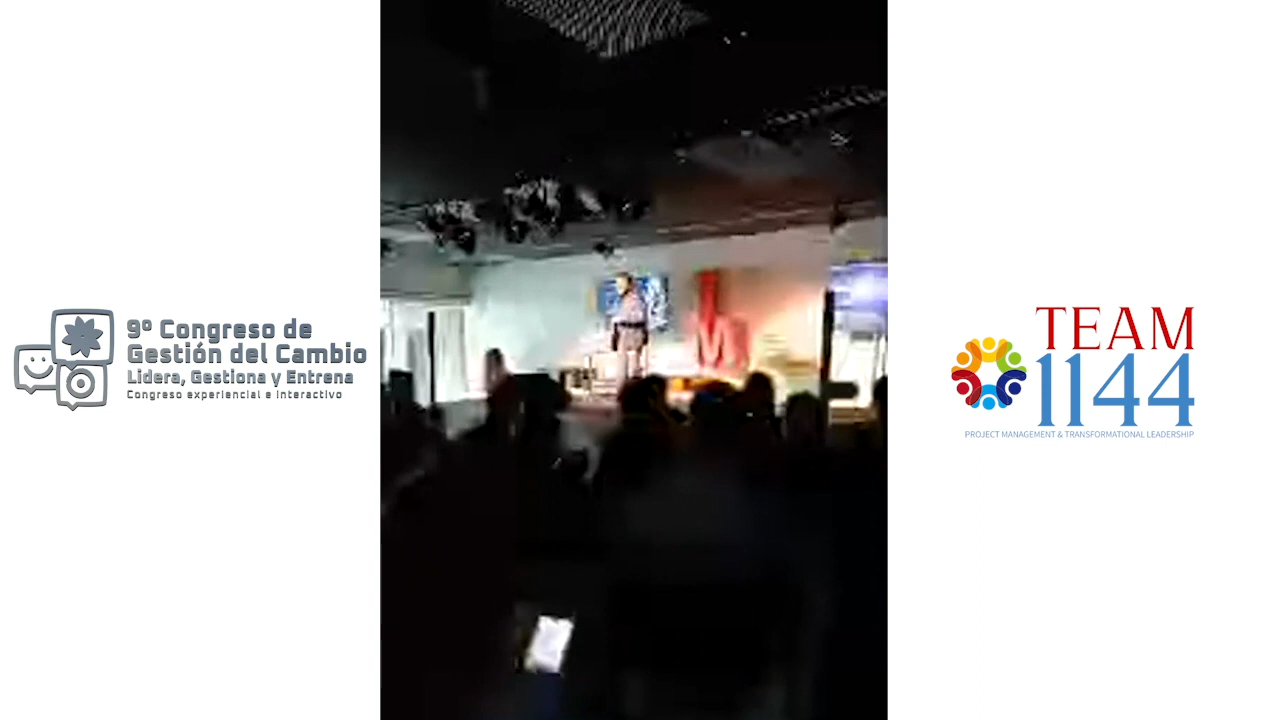 9º Congreso de
Gestión del Cambio
Lidera, Gestiona y Entrena
Congreso experiencial e interactivo
TEAM
1144
PROJECT MANAGEMENT & TRANSFORMATIONAL LEADERSHIP